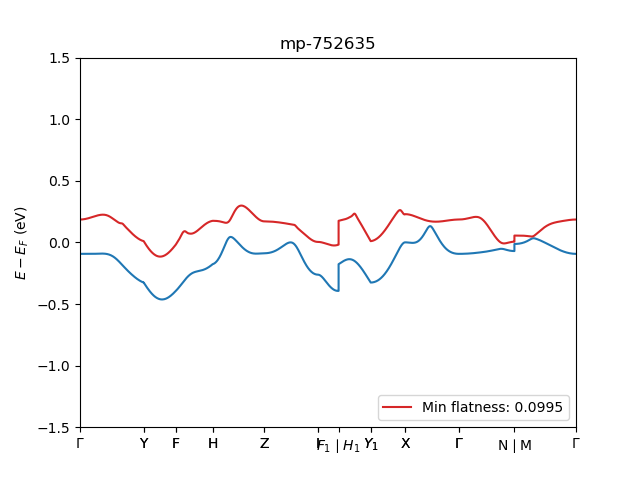 mp-752635
E − E_F (eV)
1.5
1.0
0.5
0.0
−0.5
−1.0
−1.5
Min flatness: 0.0995
Γ Y F H Z I F₁ | H₁ Y₁ X Γ N | M Γ